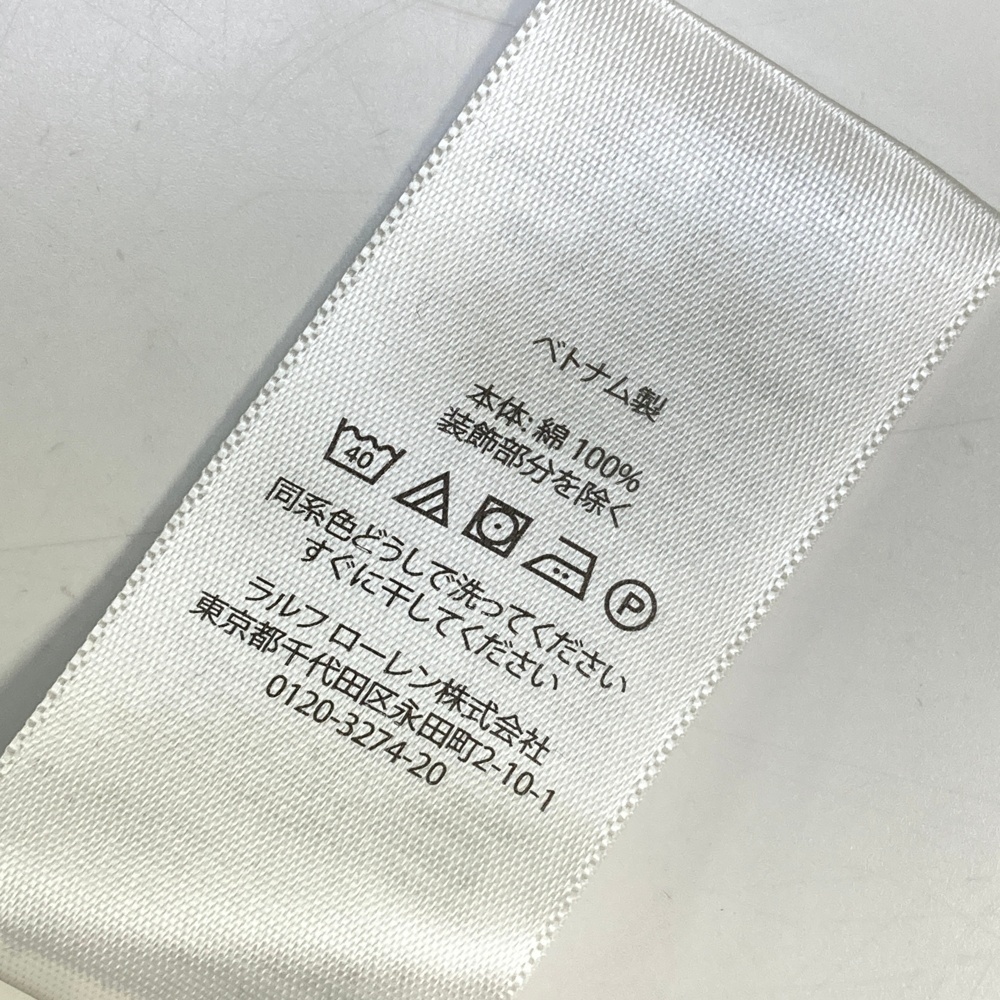 ベトナム製
本体: 綿 100%
装飾部分を除く
40 P
同系色どうしで洗ってください
すぐに干してください
ラルフ ローレン株式会社
東京都千代田区永田町2-10-1
0120-3274-20